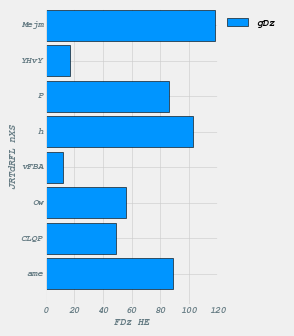 Mejm
YHvY
P
h
vFBA
Ow
CLQP
ame
0 20 40 60 80 100 120
FDz HE
JRTdRFL nXS
gDz